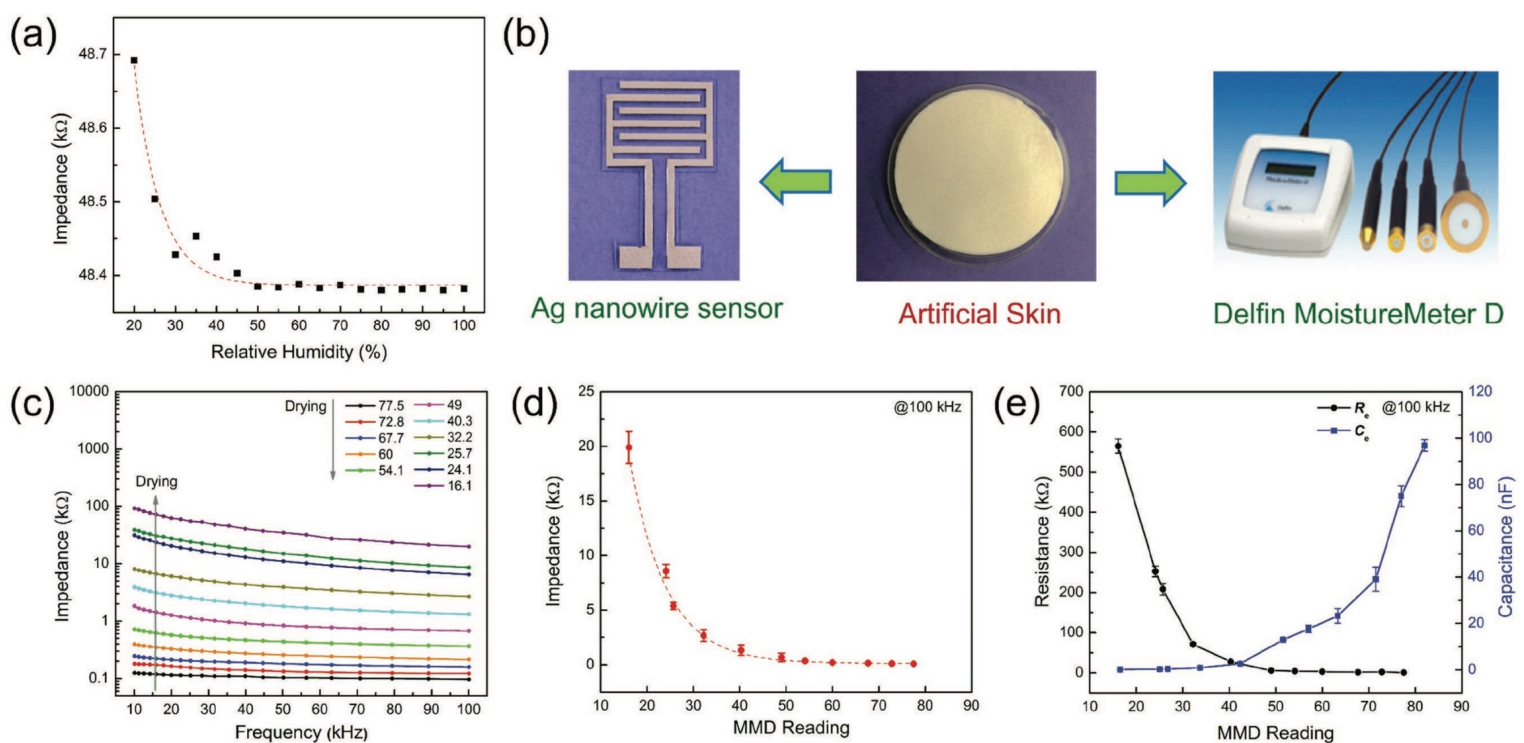 (a)
48.7
48.6
48.5
48.4
Impedance (kΩ)
20 30 40 50 60 70 80 90 100
Relative Humidity (%)
(b)
Ag nanowire sensor
Artificial Skin
Delfin MoistureMeter D
Delfin
(c)
10000
1000
100
10
1
0.1
Impedance (kΩ)
Drying
77.5
72.8
67.7
60
54.1
49
40.3
32.2
25.7
24.1
16.1
Drying
10 20 30 40 50 60 70 80 90 100
Frequency (kHz)
(d)
25
20
15
10
5
0
Impedance (kΩ)
@100 kHz
10 20 30 40 50 60 70 80 90
MMD Reading
(e)
700
600
500
400
300
200
100
0
Resistance (kΩ)
Re
Ce
@100 kHz
120
100
80
60
40
20
0
Capacitance (nF)
10 20 30 40 50 60 70 80 90
MMD Reading